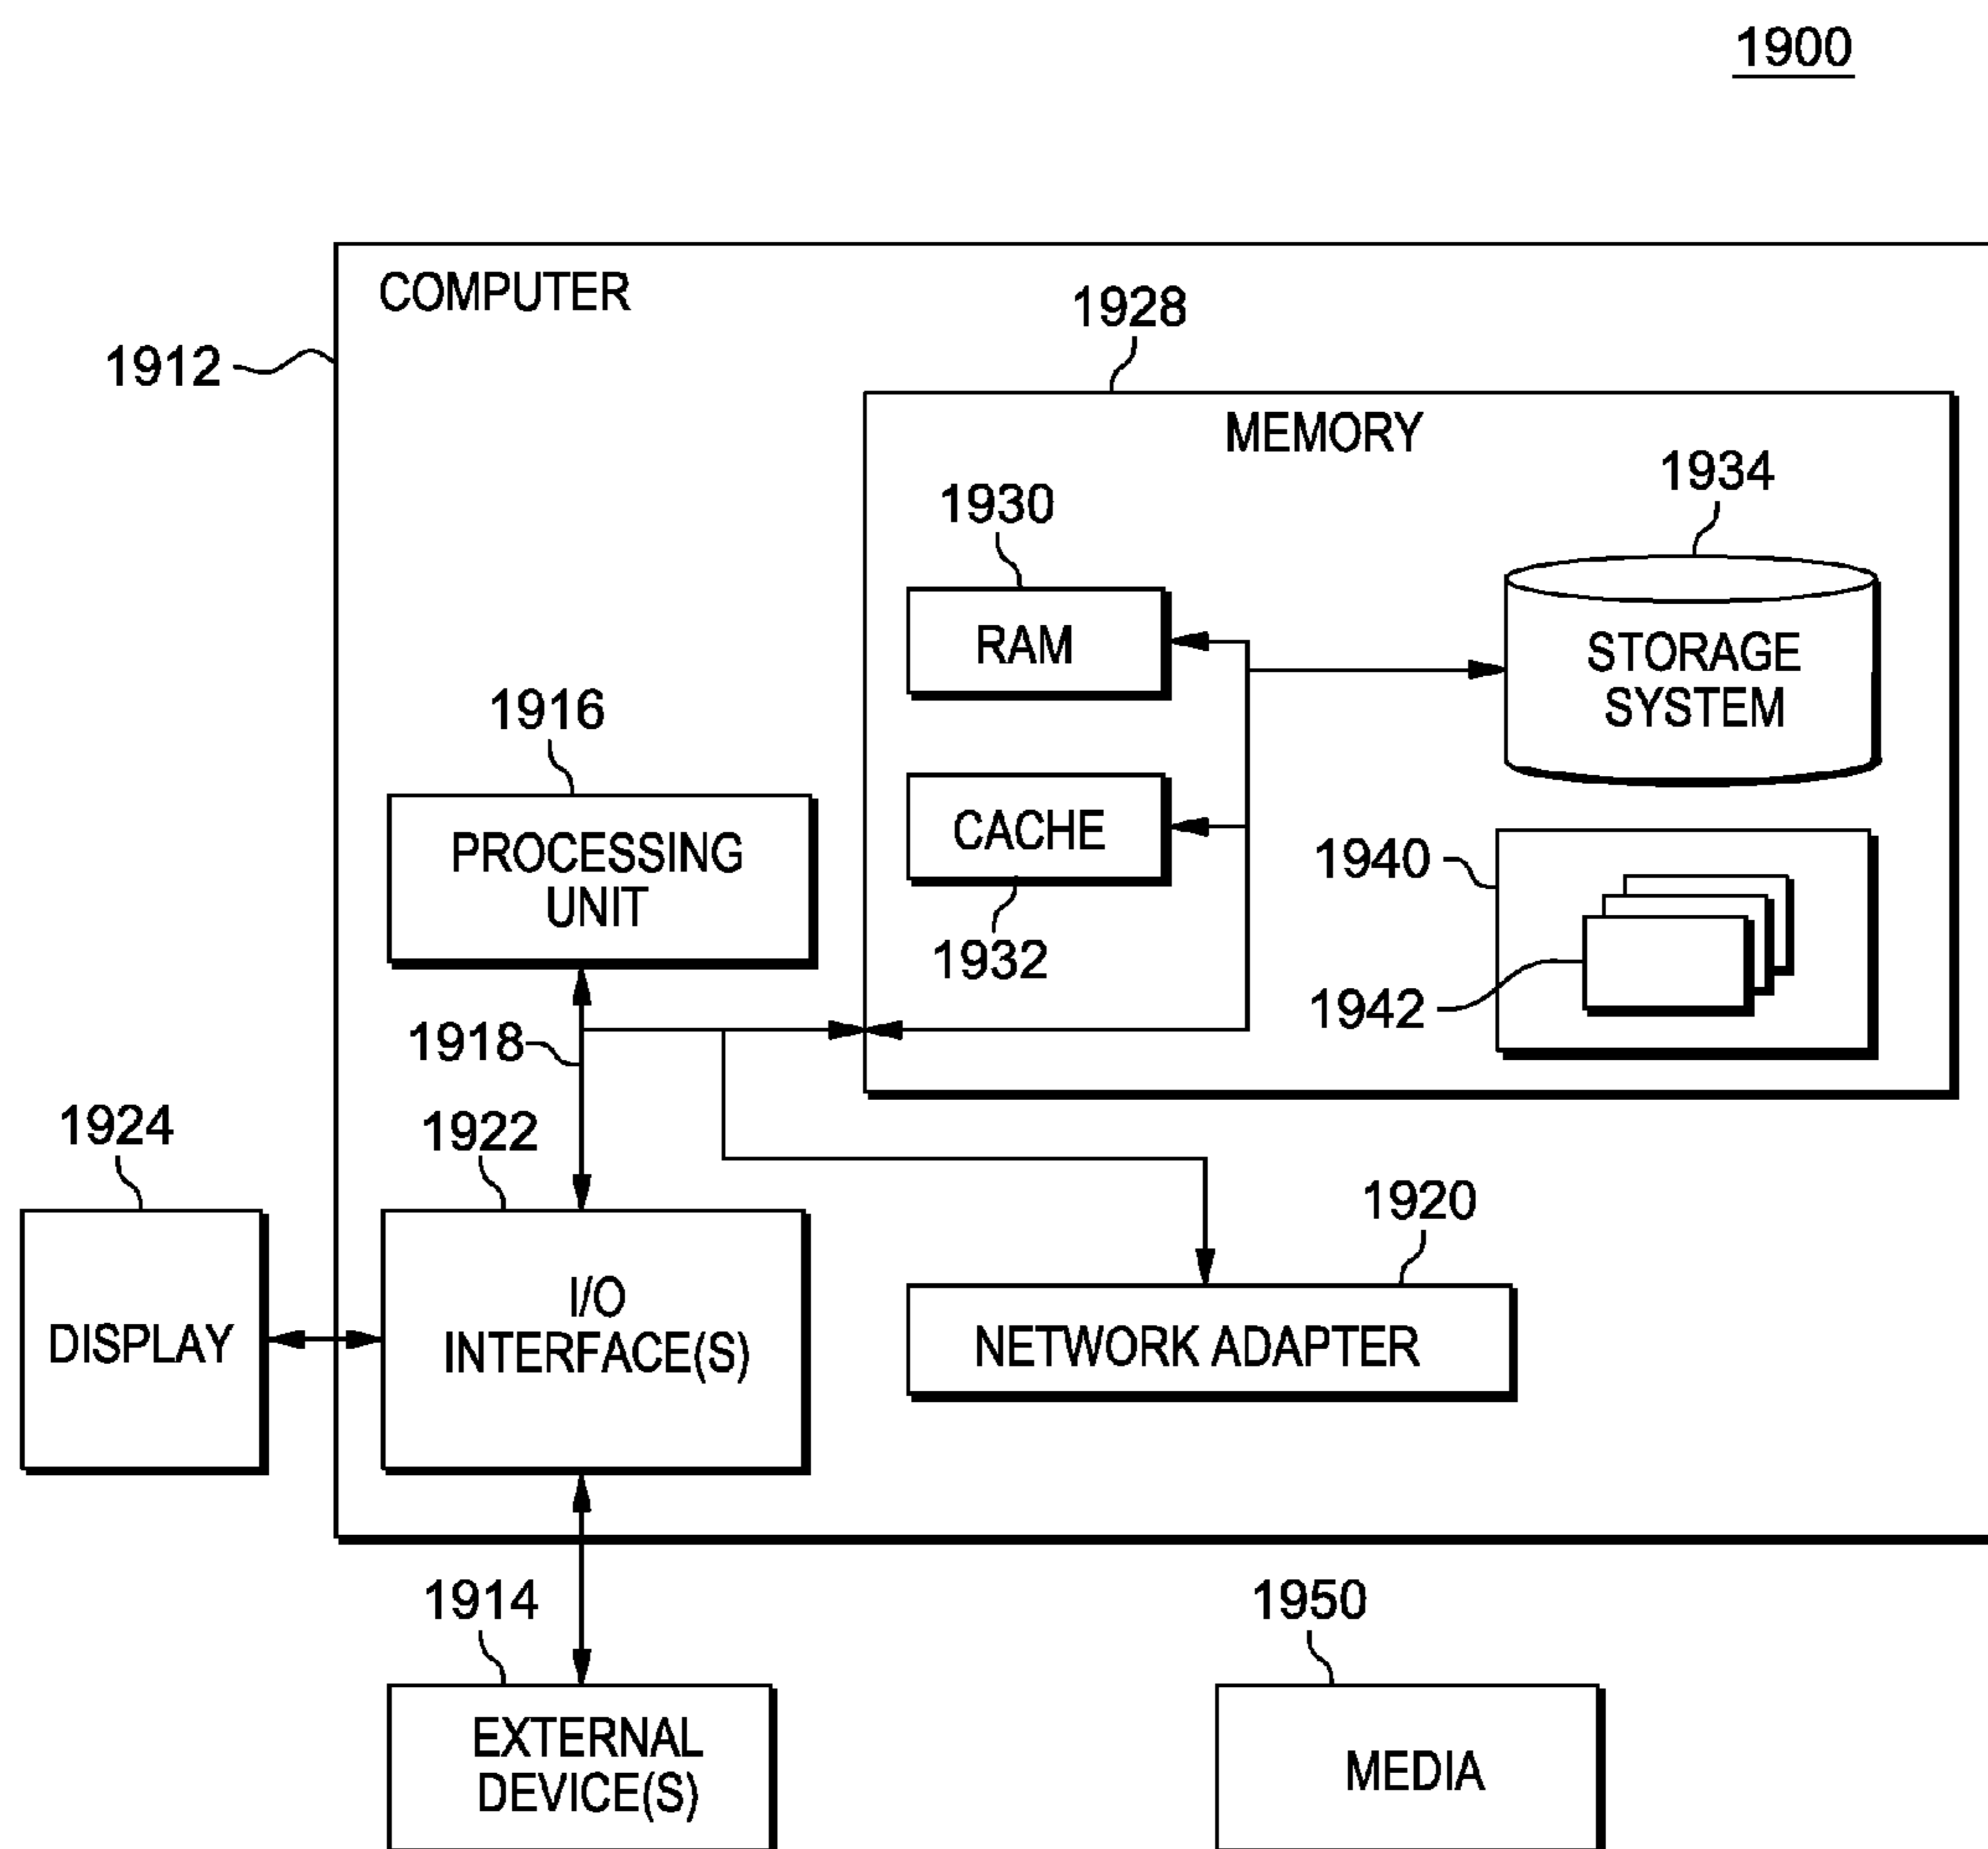 1900
COMPUTER
1912
1928
MEMORY
1930
1934
RAM
STORAGE
SYSTEM
1916
PROCESSING
UNIT
CACHE
1932
1940
1942
1918
1924
1922
1920
DISPLAY
I/O
INTERFACE(S)
NETWORK ADAPTER
1914
1950
EXTERNAL
DEVICE(S)
MEDIA